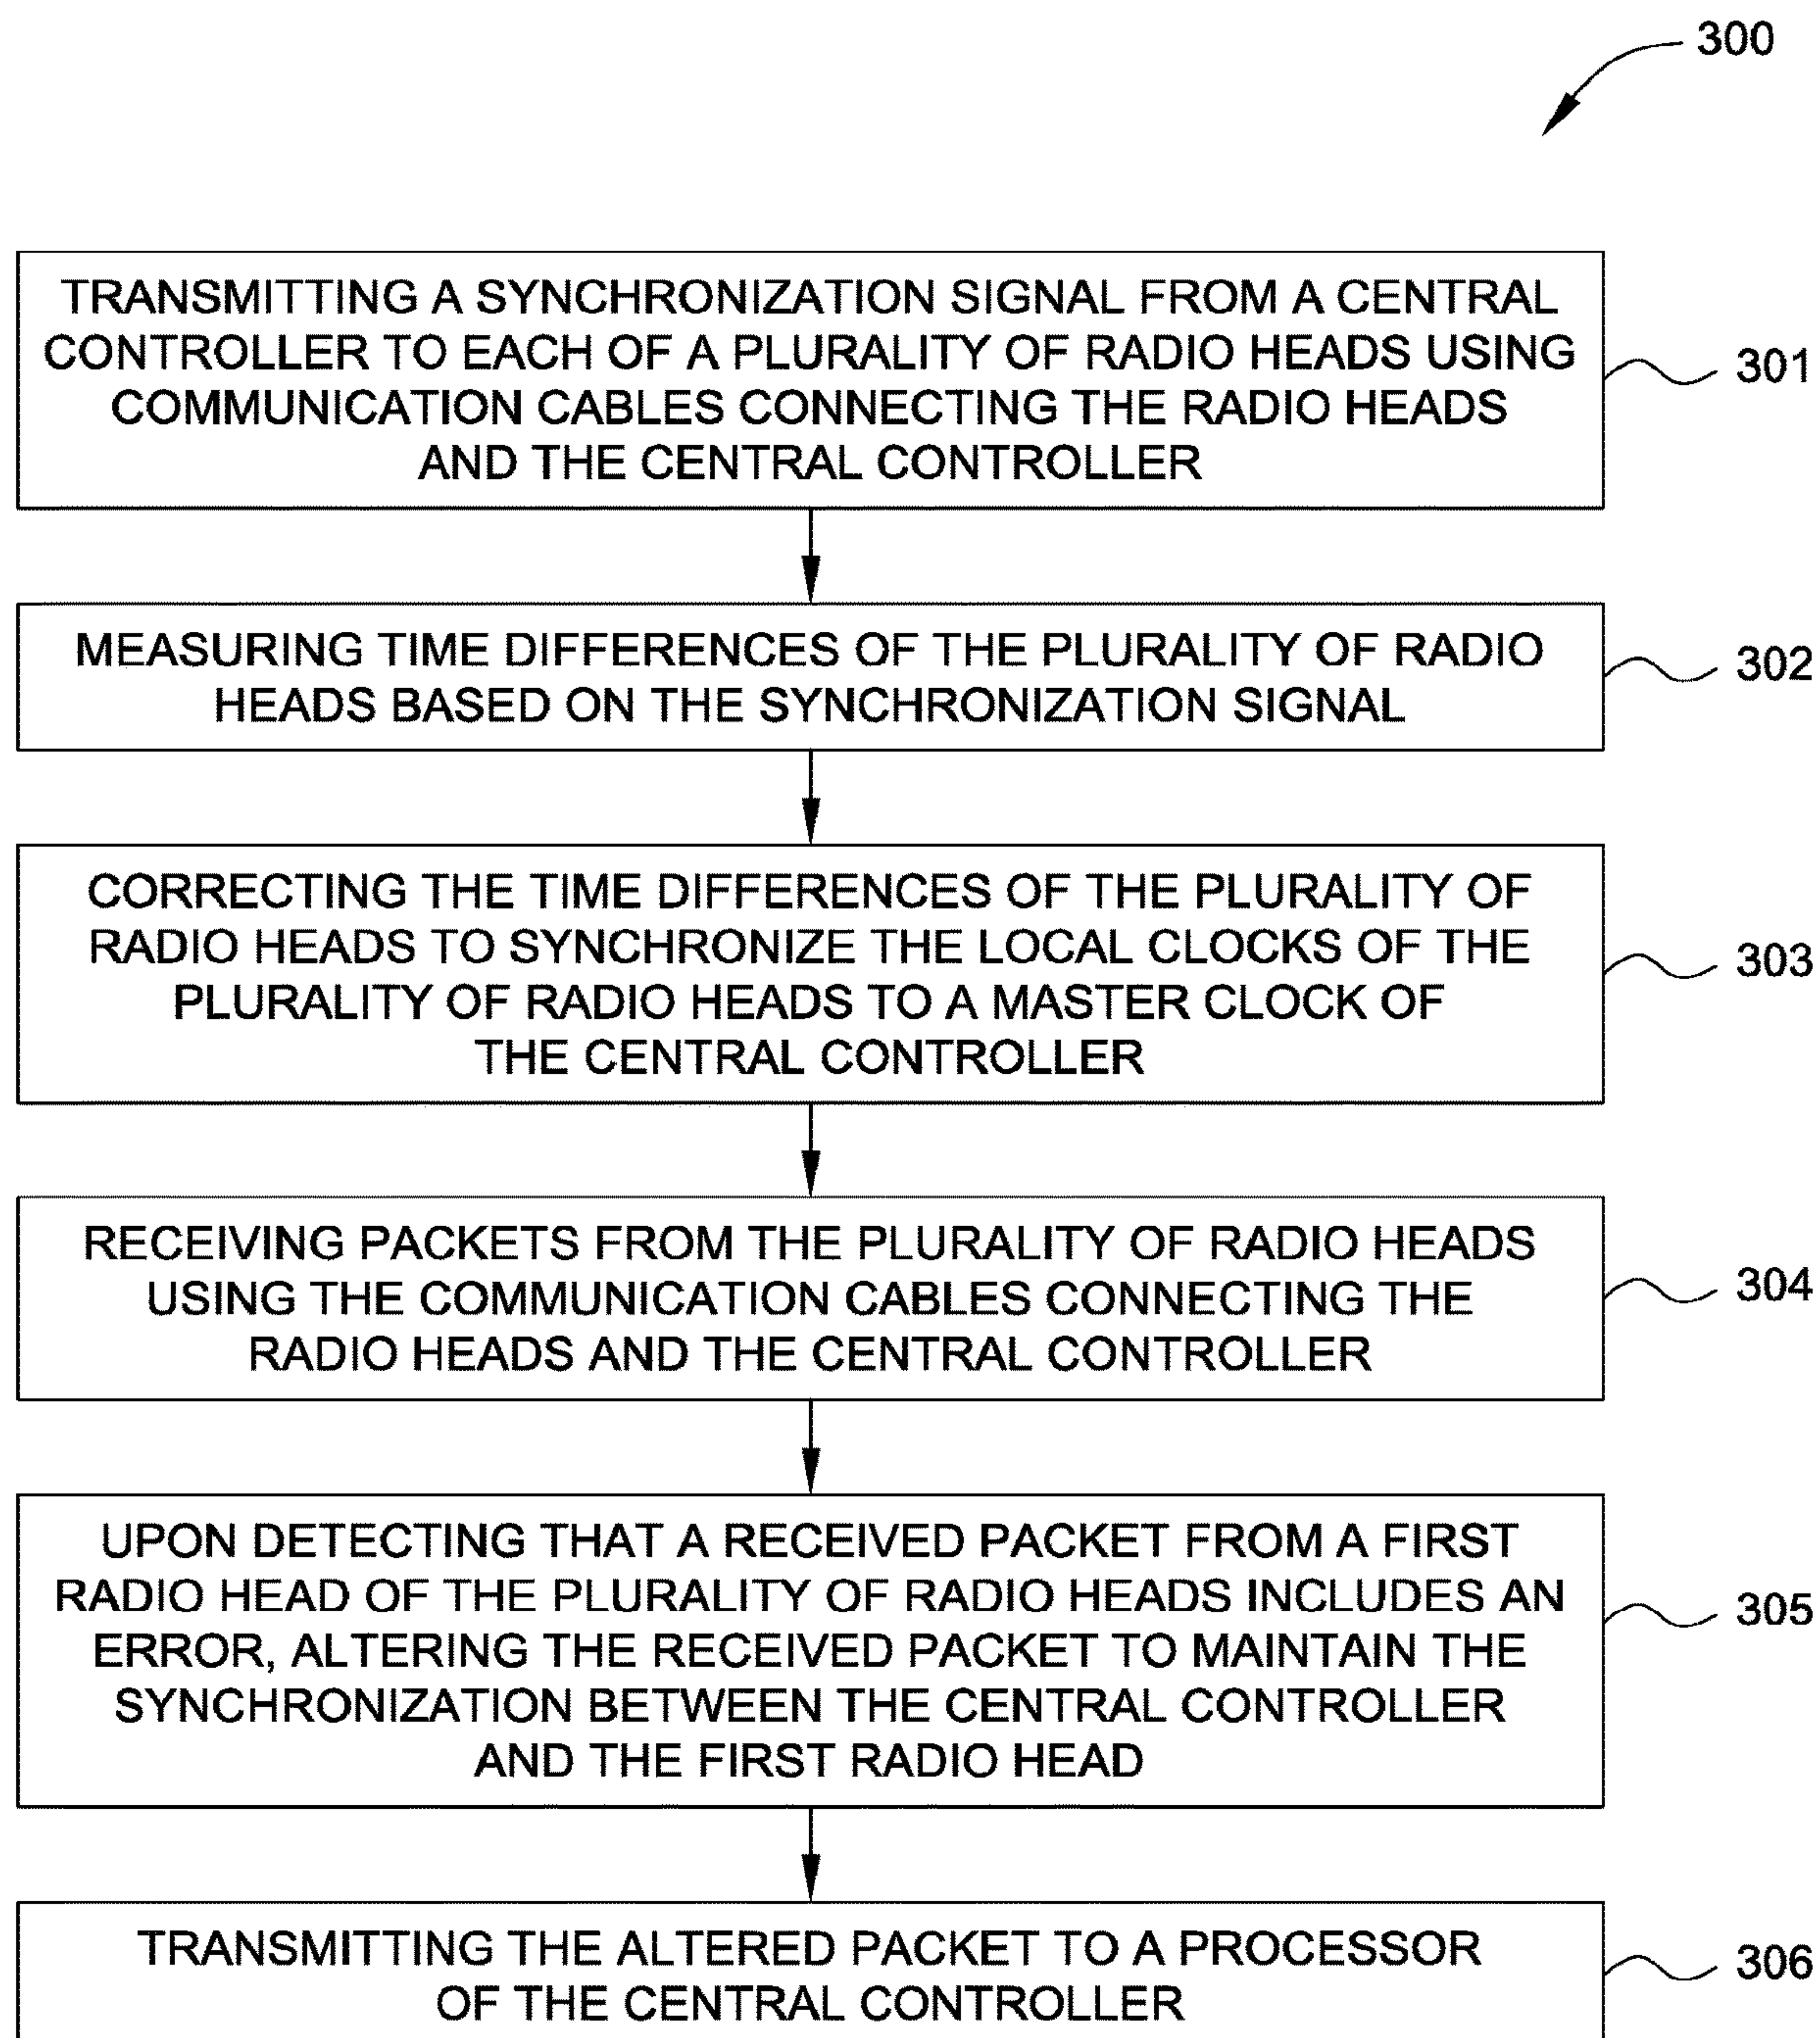 300
TRANSMITTING A SYNCHRONIZATION SIGNAL FROM A CENTRAL
CONTROLLER TO EACH OF A PLURALITY OF RADIO HEADS USING
COMMUNICATION CABLES CONNECTING THE RADIO HEADS
AND THE CENTRAL CONTROLLER
301
MEASURING TIME DIFFERENCES OF THE PLURALITY OF RADIO
HEADS BASED ON THE SYNCHRONIZATION SIGNAL
302
CORRECTING THE TIME DIFFERENCES OF THE PLURALITY OF
RADIO HEADS TO SYNCHRONIZE THE LOCAL CLOCKS OF THE
PLURALITY OF RADIO HEADS TO A MASTER CLOCK OF
THE CENTRAL CONTROLLER
303
RECEIVING PACKETS FROM THE PLURALITY OF RADIO HEADS
USING THE COMMUNICATION CABLES CONNECTING THE
RADIO HEADS AND THE CENTRAL CONTROLLER
304
UPON DETECTING THAT A RECEIVED PACKET FROM A FIRST
RADIO HEAD OF THE PLURALITY OF RADIO HEADS INCLUDES AN
ERROR, ALTERING THE RECEIVED PACKET TO MAINTAIN THE
SYNCHRONIZATION BETWEEN THE CENTRAL CONTROLLER
AND THE FIRST RADIO HEAD
305
TRANSMITTING THE ALTERED PACKET TO A PROCESSOR
OF THE CENTRAL CONTROLLER
306